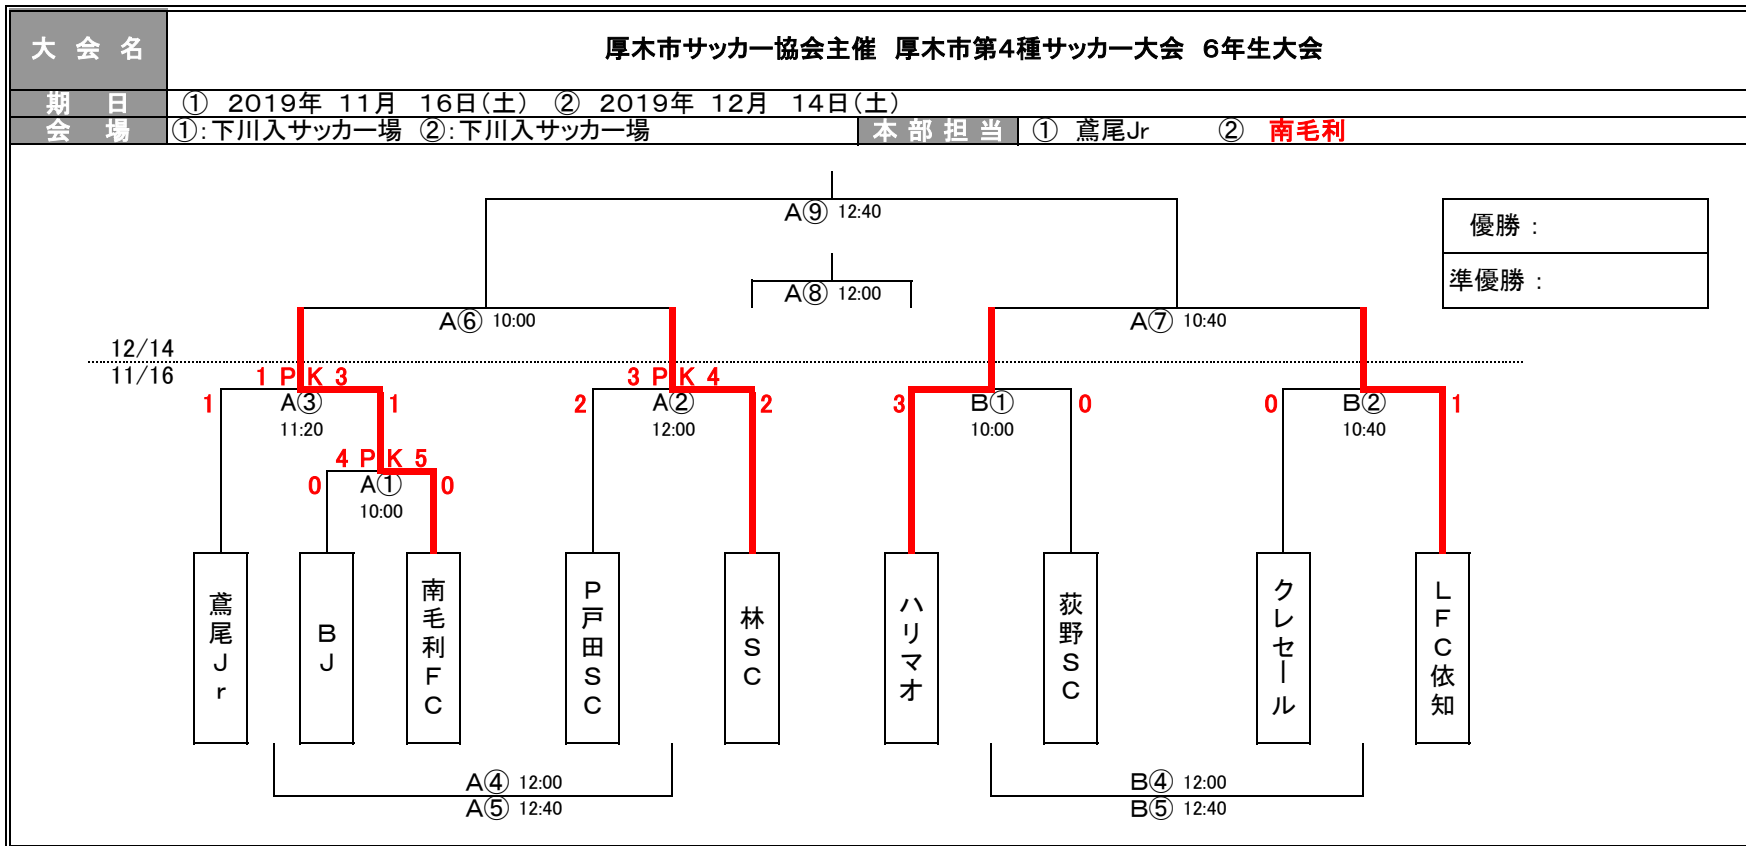 大会名 厚木市サッカー協会主催 厚木市第4種サッカー大会 6年生大会
期日 ① 2019年 11月 16日(土) ② 2019年 12月 14日(土)
会場 ①:下川入サッカー場 ②:下川入サッカー場 本部担当 ① 鳶尾Jr ② 南毛利
A⑨ 12:40
優勝:
A⑧ 12:00
準優勝:
A⑥ 10:00 A⑦ 10:40
12/14
11/16
1 PK 3 3 PK 4
1 A③ 1 2 A② 2 3 B① 0 0 B② 1
11:20 12:00 10:00 10:40
4 PK 5
0 A① 0
10:00
鳶尾Jr
BJ
南毛利FC
P戸田SC
林SC
ハリマオ
荻野SC
クレセール
LFC依知
A④ 12:00 B④ 12:00
A⑤ 12:40 B⑤ 12:40